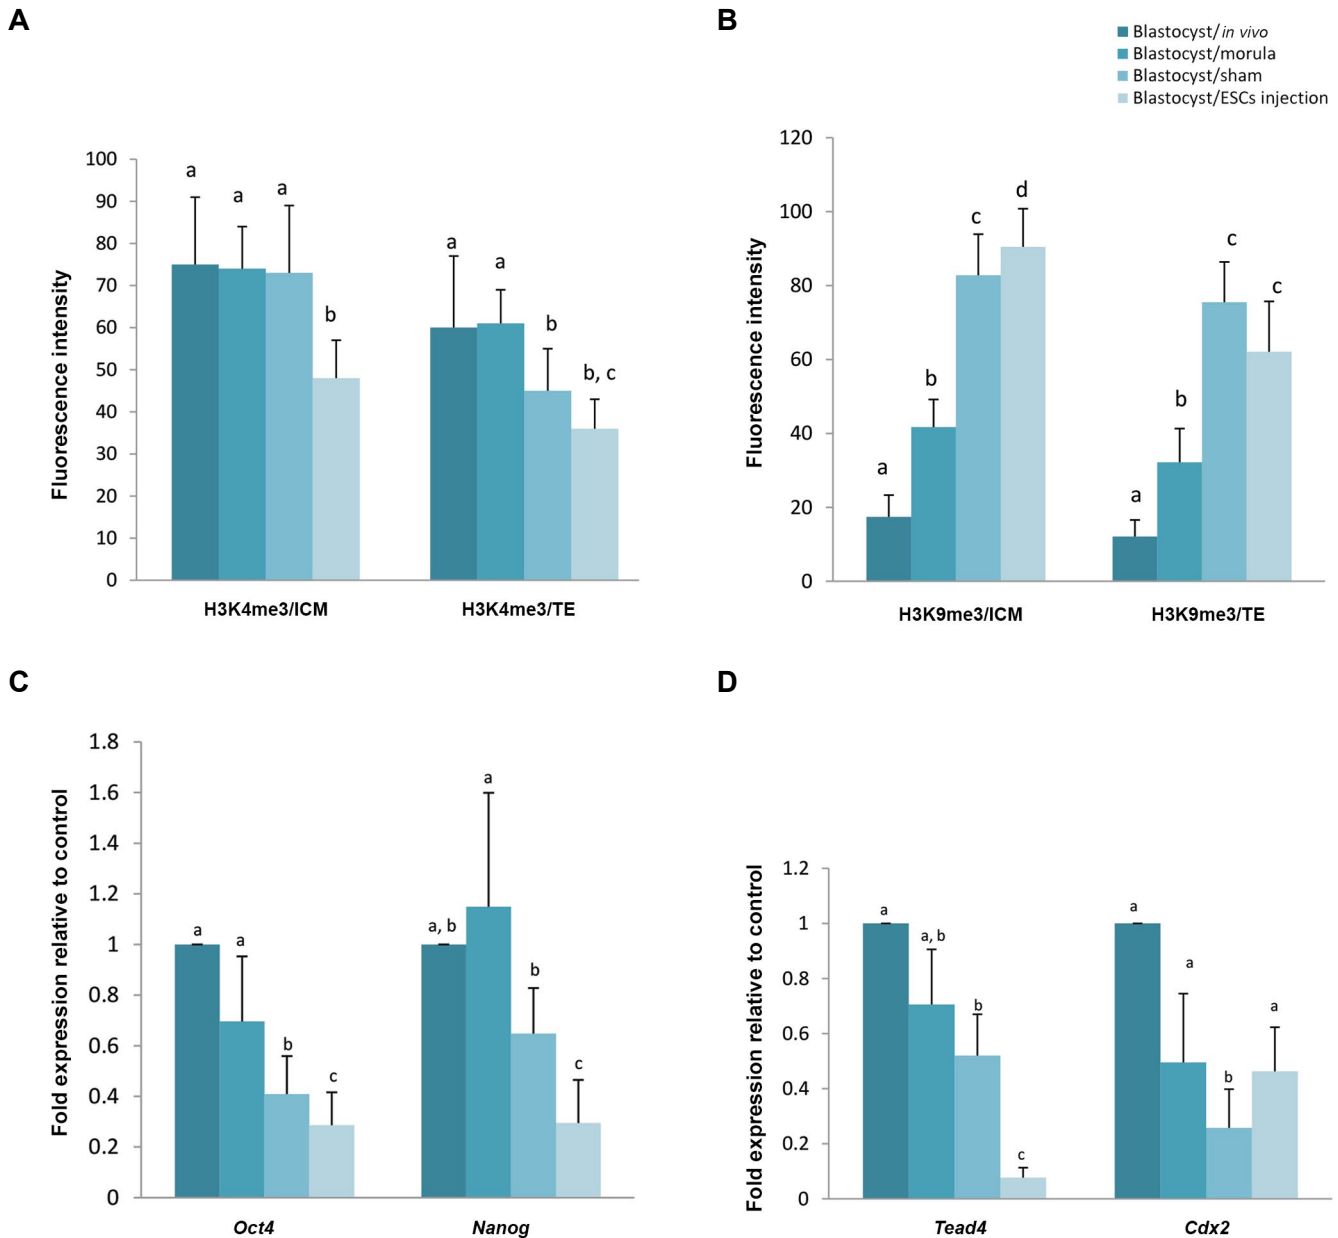 A
Fluorescence intensity
100
90
80
70
60
50
40
30
20
10
0
a
a
a
b
a
a
b
b, c
H3K4me3/ICM
H3K4me3/TE
B
Blastocyst/in vivo
Blastocyst/morula
Blastocyst/sham
Blastocyst/ESCs injection
Fluorescence intensity
120
100
80
60
40
20
0
a
b
c
d
a
b
c
c
H3K9me3/ICM
H3K9me3/TE
C
Fold expression relative to control
1.8
1.6
1.4
1.2
1
0.8
0.6
0.4
0.2
0
a
a
b
c
a, b
a
b
c
Oct4
Nanog
D
Fold expression relative to control
1.2
1
0.8
0.6
0.4
0.2
0
a
a, b
b
c
a
a
b
a
Tead4
Cdx2